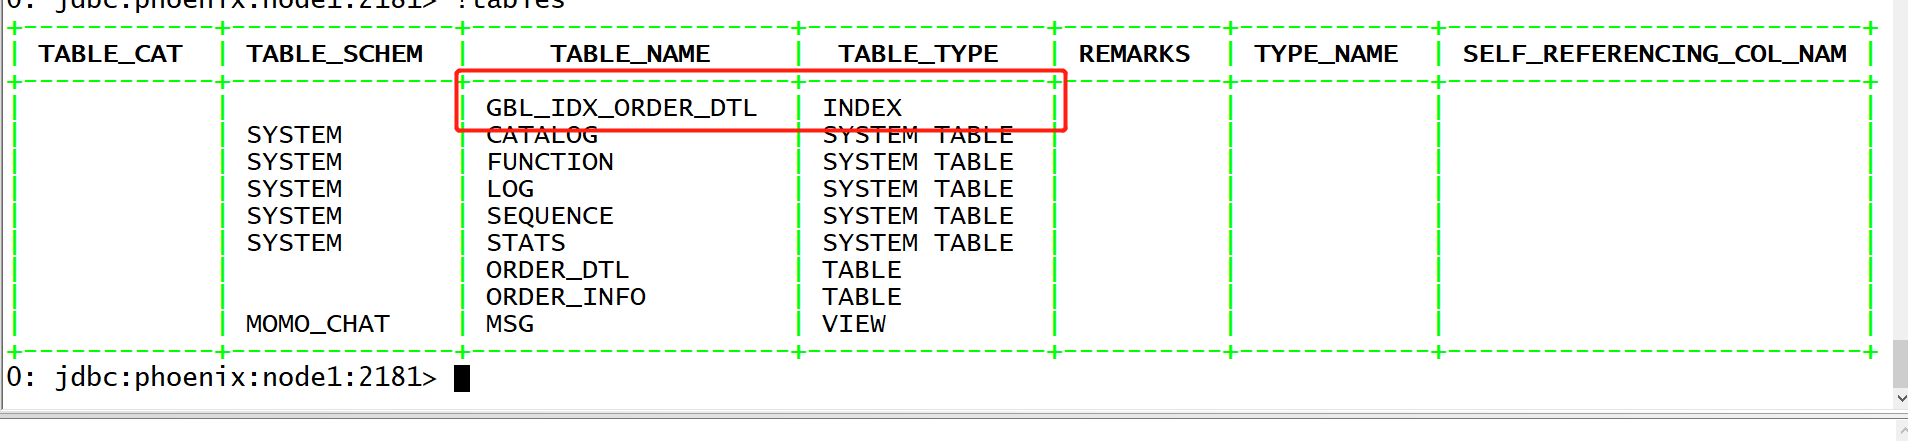 0: jdbc:phoenix:node1:2181> !tables
TABLE_CAT TABLE_SCHEM TABLE_NAME TABLE_TYPE REMARKS TYPE_NAME SELF_REFERENCING_COL_NAM
GBL_IDX_ORDER_DTL INDEX
SYSTEM CATALOG SYSTEM TABLE
SYSTEM FUNCTION SYSTEM TABLE
SYSTEM LOG SYSTEM TABLE
SYSTEM SEQUENCE SYSTEM TABLE
SYSTEM STATS SYSTEM TABLE
ORDER_DTL TABLE
ORDER_INFO TABLE
MOMO_CHAT MSG VIEW
0: jdbc:phoenix:node1:2181>